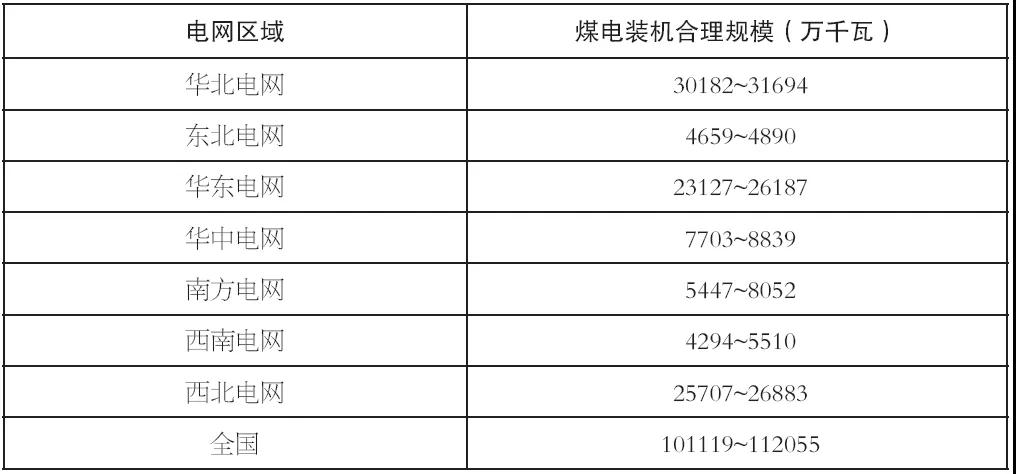 电网区域 煤电装机合理规模（万千瓦）
华北电网 30182~31694
东北电网 4659~4890
华东电网 23127~26187
华中电网 7703~8839
南方电网 5447~8052
西南电网 4294~5510
西北电网 25707~26883
全国 101119~112055